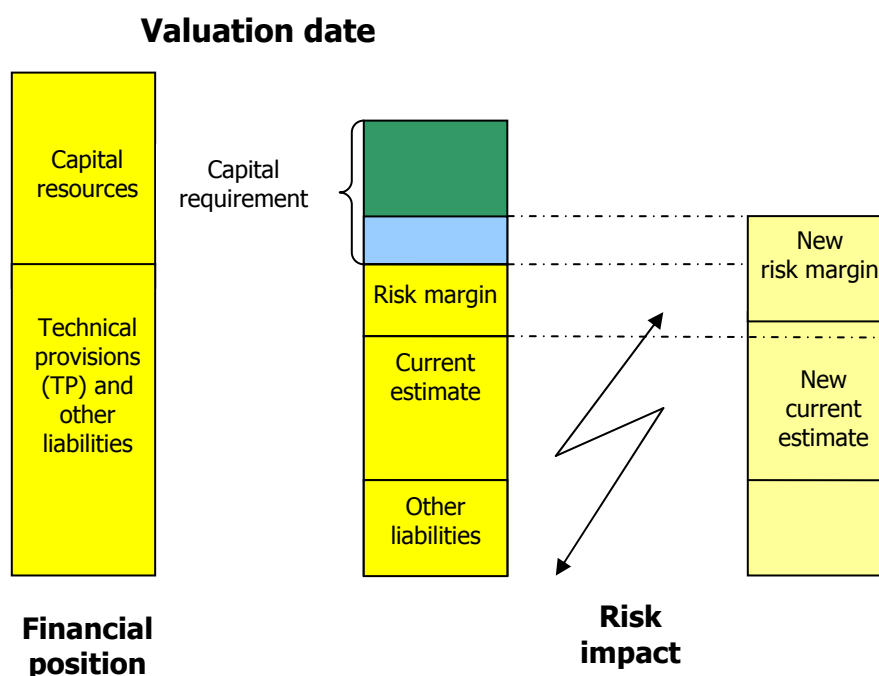 Valuation date
Capital
resources
Technical
provisions
(TP) and
other
liabilities
Financial
position
Capital
requirement
Risk margin
Current
estimate
Other
liabilities
Risk
impact
New
risk margin
New
current
estimate